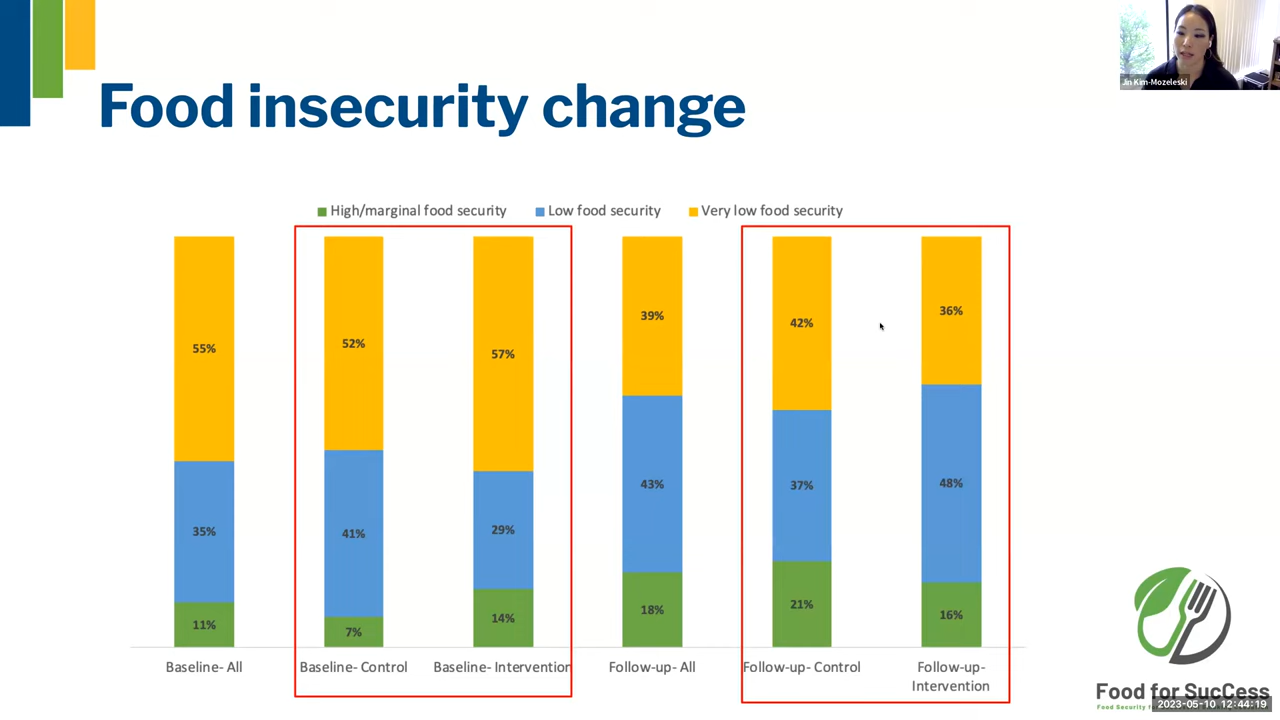 Jin Kim-Mozeleski
Food insecurity change
High/marginal food security Low food security Very low food security
55% 52% 57% 39% 42% 36%
35% 41% 29% 43% 37% 48%
11% 7% 14% 18% 21% 16%
Baseline- All Baseline- Control Baseline- Intervention Follow-up- All Follow-up- Control Follow-up- Intervention
Food for SucCess
Food Security
2023-05-10 12:44:19